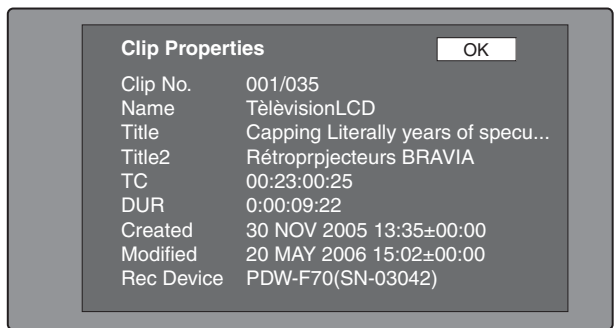 Clip Properties OK
Clip No. 001/035
Name TèlèvisionLCD
Title Capping Literally years of specu...
Title2 Rétroprpjecteurs BRAVIA
TC 00:23:00:25
DUR 0:00:09:22
Created 30 NOV 2005 13:35±00:00
Modified 20 MAY 2006 15:02±00:00
Rec Device PDW-F70(SN-03042)